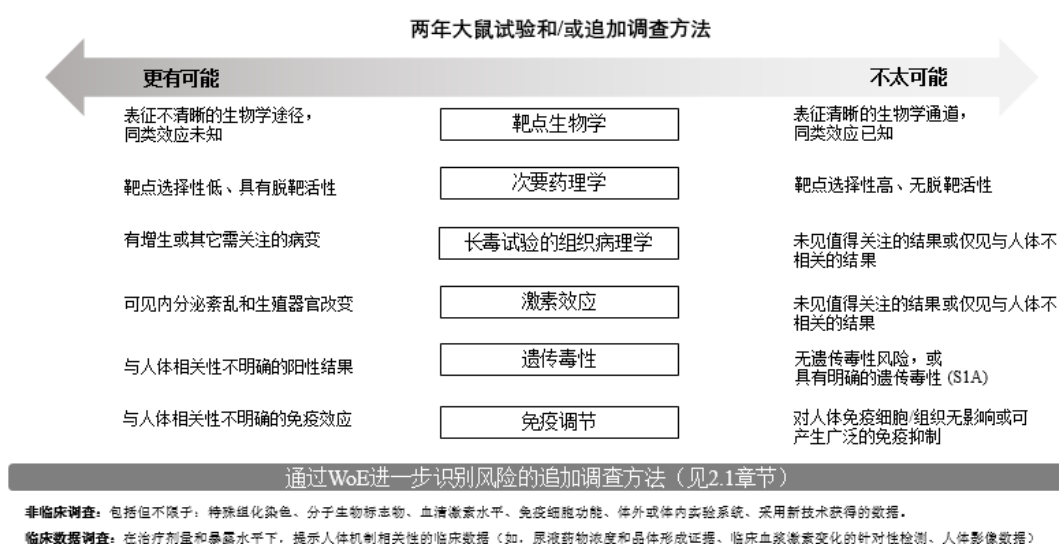 两年大鼠试验和/或追加调查方法
更有可能
不太可能
表征不清晰的生物学途径，
同类效应未知
靶点生物学
表征清晰的生物学通道，
同类效应已知
靶点选择性低、具有脱靶活性
次要药理学
靶点选择性高、无脱靶活性
有增生或其它需关注的病变
长毒试验的组织病理学
未见值得关注的结果或仅见与人体不
相关的结果
可见内分泌紊乱和生殖器官改变
激素效应
未见值得关注的结果或仅见与人体不
相关的结果
与人体相关性不明确的阳性结果
遗传毒性
无遗传毒性风险，或
具有明确的遗传毒性 (S1A)
与人体相关性不明确的免疫效应
免疫调节
对人体免疫细胞/组织无影响或可
产生广泛的免疫抑制
通过WoE进一步识别风险的追加调查方法（见2.1章节）
非临床调查：包括但不限于：特殊组化染色、分子生物标志物、血清激素水平、免疫细胞功能、体外或体内实验系统、采用新技术获得的数据。
临床数据调查：在治疗剂量和暴露水平下，提示人体机制相关性的临床数据（如，尿液药物浓度和晶体形成证据、临床血浆激素变化的针对性检测、人体影像数据）